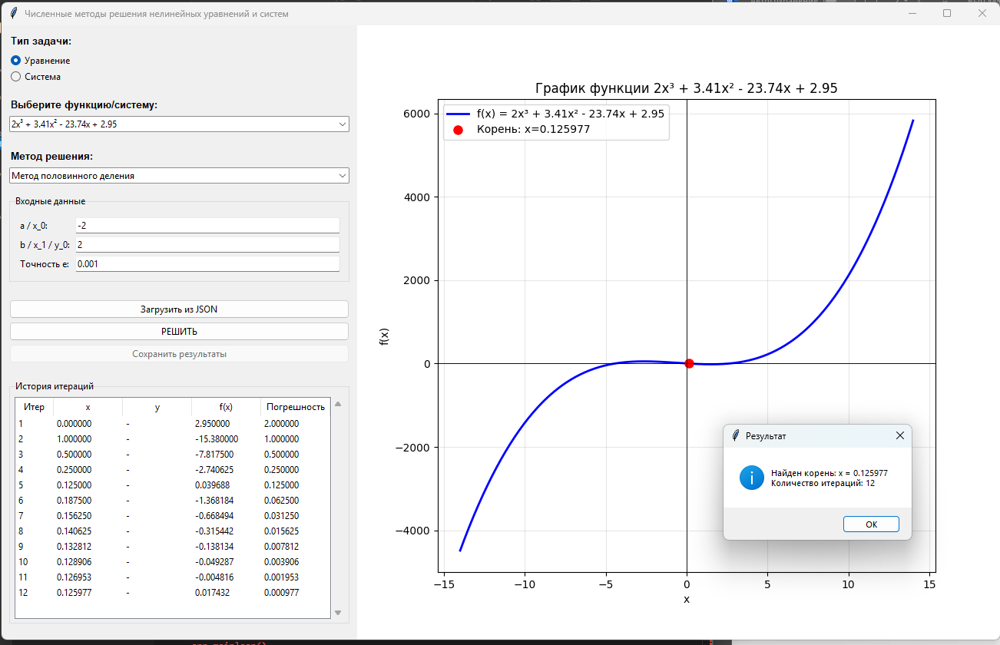 Численные методы решения нелинейных уравнений и систем
Тип задачи:
Уравнение
Система
Выберите функцию/систему:
2x³ + 3.41x² - 23.74x + 2.95
Метод решения:
Метод половинного деления
Входные данные
a / x_0: -2
b / x_1 / y_0: 2
Точность e: 0.001
Загрузить из JSON
РЕШИТЬ
Сохранить результаты
История итераций
Итер x y f(x) Погрешность
1 0.000000 - 2.950000 2.000000
2 1.000000 - -15.380000 1.000000
3 0.500000 - -7.817500 0.500000
4 0.250000 - -2.740625 0.250000
5 0.125000 - 0.039688 0.125000
6 0.187500 - -1.368184 0.062500
7 0.156250 - -0.668494 0.031250
8 0.140625 - -0.315442 0.015625
9 0.132812 - -0.138134 0.007812
10 0.128906 - -0.049287 0.003906
11 0.126953 - -0.004816 0.001953
12 0.125977 - 0.017432 0.000977
График функции 2x³ + 3.41x² - 23.74x + 2.95
f(x) = 2x³ + 3.41x² - 23.74x + 2.95
Корень: x=0.125977
6000
4000
2000
0
−2000
−4000
f(x)
−15 −10 −5 0 5 10 15
x
Результат
Найден корень: x = 0.125977
Количество итераций: 12
ОК